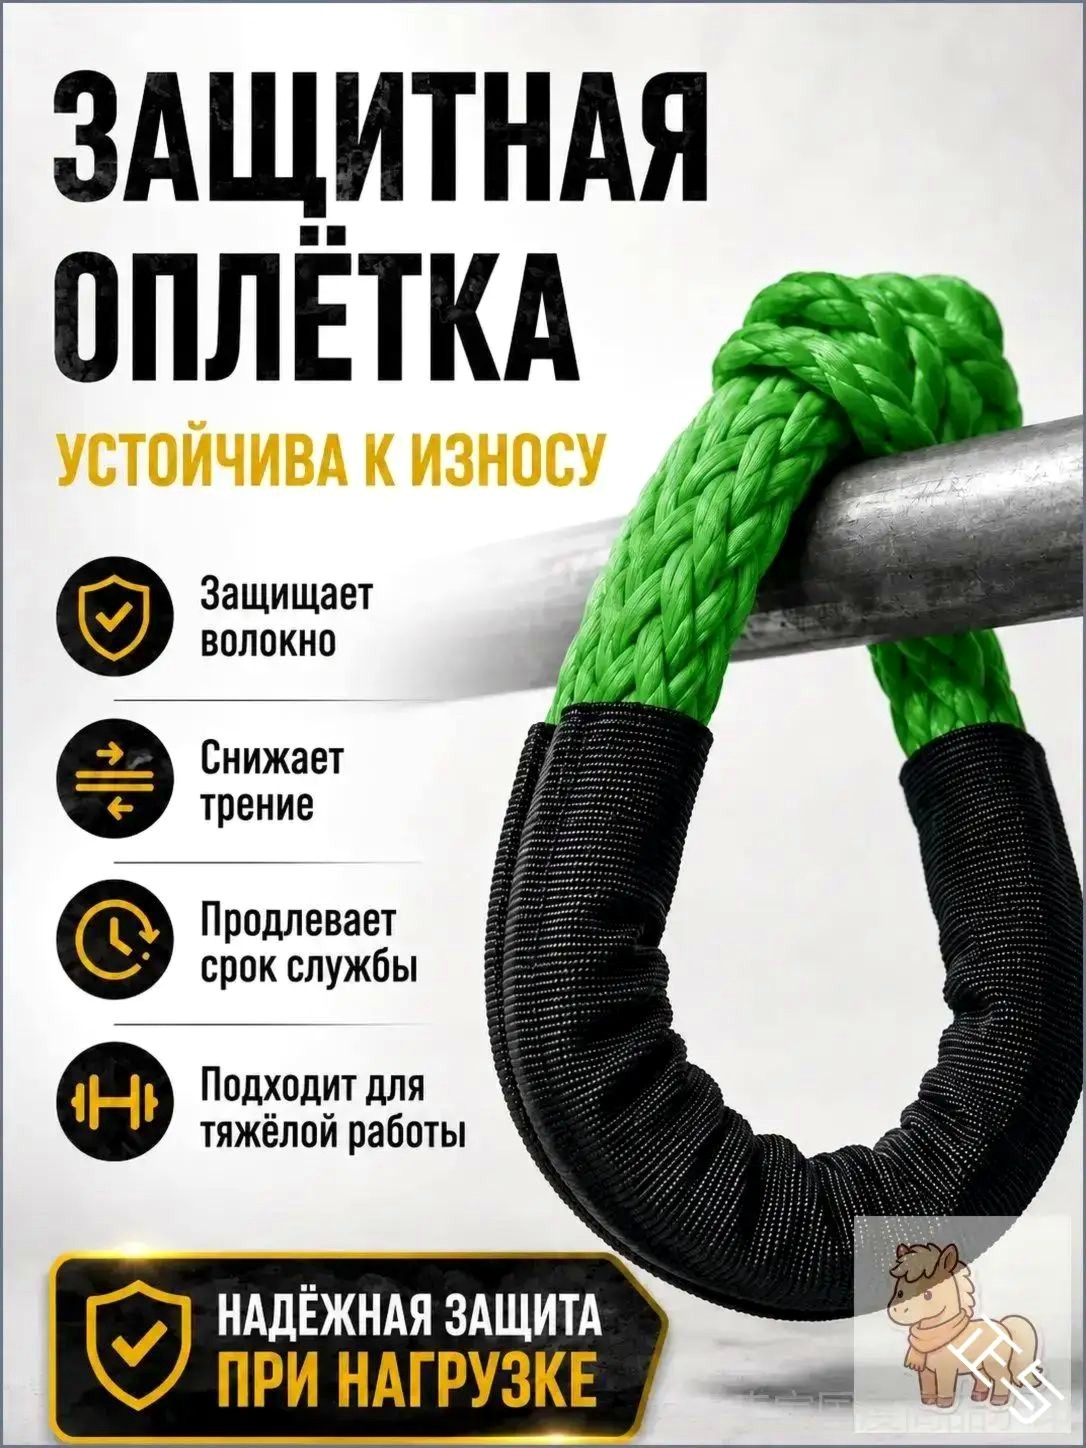 ЗАЩИТНАЯ
ОПЛЁТКА
УСТОЙЧИВА К ИЗНОСУ
Защищает
волокно
Снижает
трение
Продлевает
срок службы
Подходит для
тяжёлой работы
НАДЁЖНАЯ ЗАЩИТА
ПРИ НАГРУЗКЕ